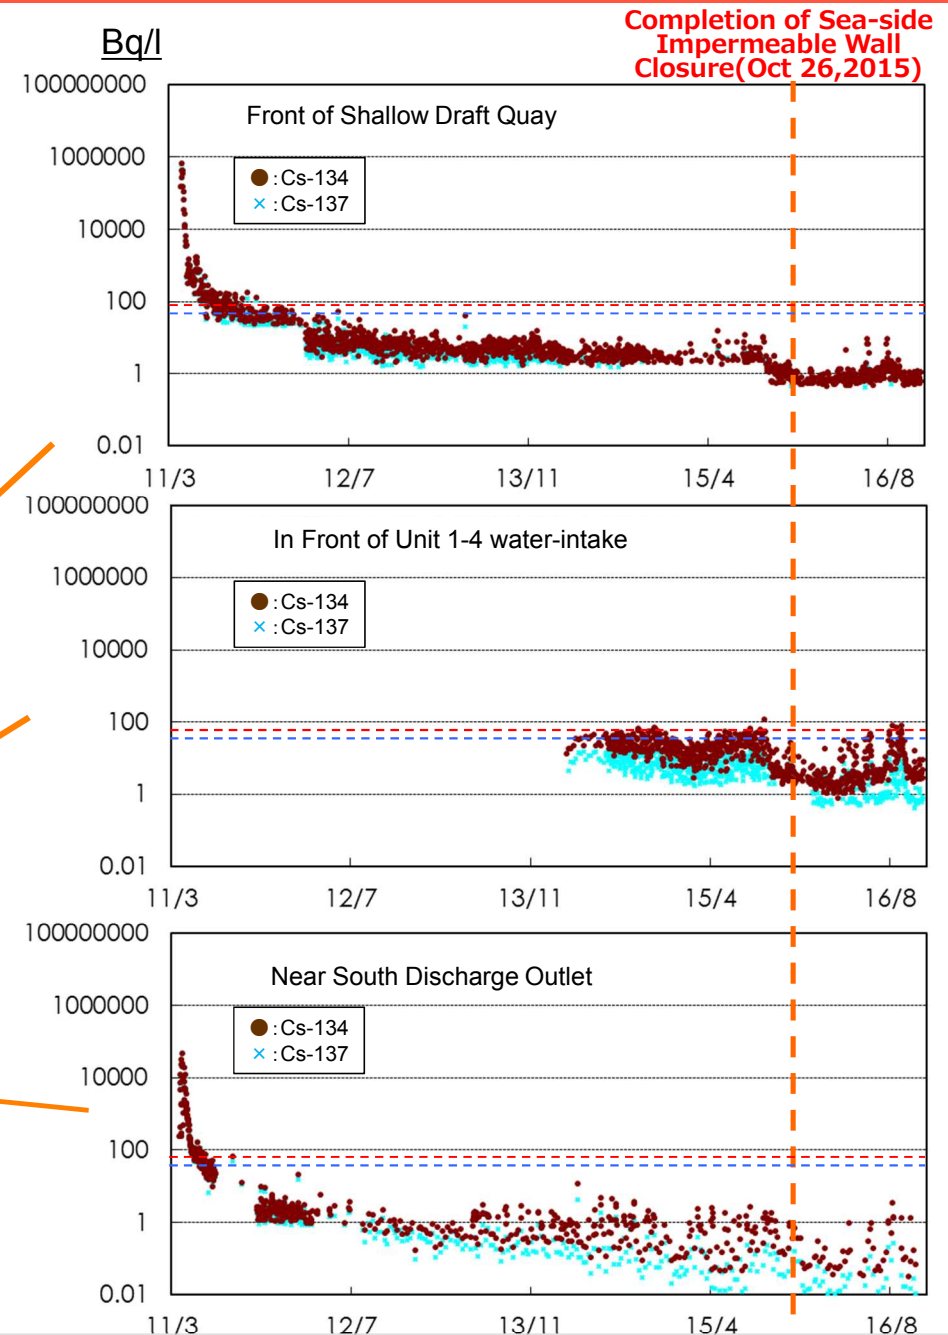 Completion of Sea-side
Impermeable Wall
Closure(Oct 26,2015)
Bq/l
100000000
1000000
10000
100
1
0.01
Front of Shallow Draft Quay
●:Cs-134
×:Cs-137
11/3 12/7 13/11 15/4 16/8
100000000
1000000
10000
100
1
0.01
In Front of Unit 1-4 water-intake
●:Cs-134
×:Cs-137
11/3 12/7 13/11 15/4 16/8
100000000
1000000
10000
100
1
0.01
Near South Discharge Outlet
●:Cs-134
×:Cs-137
11/3 12/7 13/11 15/4 16/8